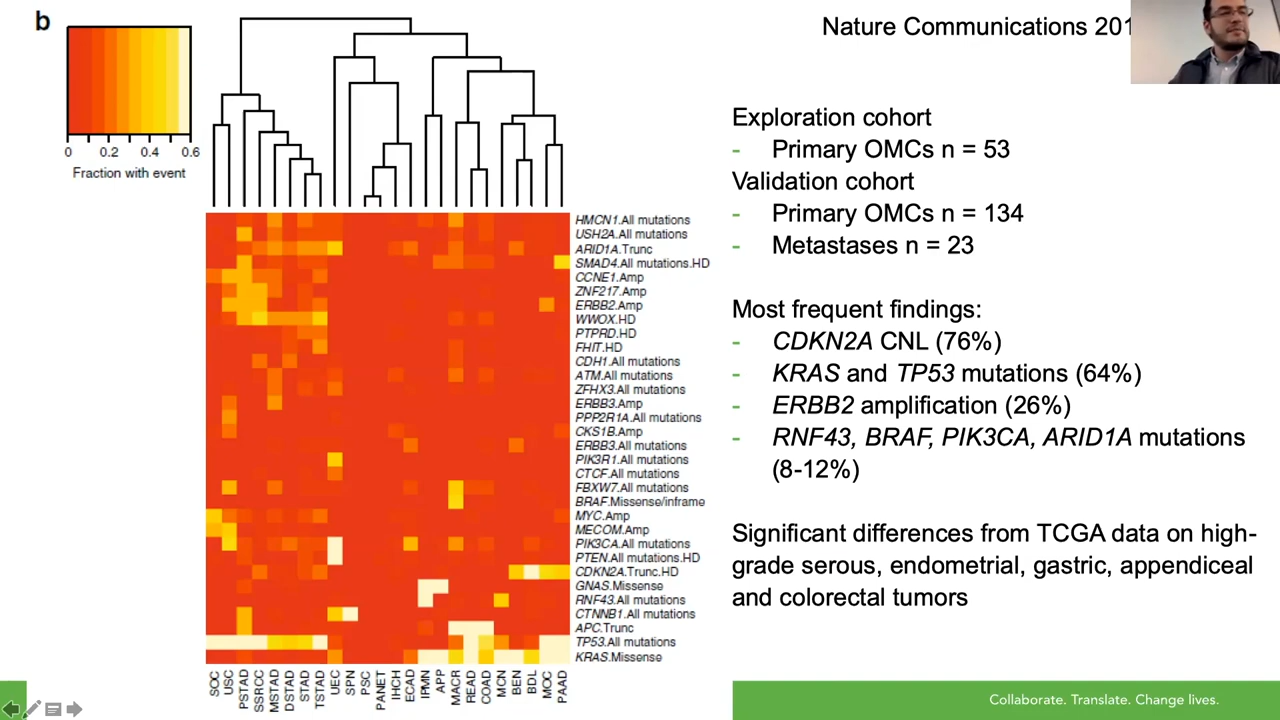 b
Nature Communications 201
0 0.2 0.4 0.6
Fraction with event
HMCN1.All mutations
USH2A.All mutations
ARID1A.Trunc
SMAD4.All mutations.HD
CCNE1.Amp
ZNF217.Amp
ERBB2.Amp
WWOX.HD
PTPRD.HD
FHIT.HD
CDH1.All mutations
ATM.All mutations
ZFHX3.All mutations
ERBB3.Amp
PPP2R1A.All mutations
CKS1B.Amp
ERBB3.All mutations
PIK3R1.All mutations
CTCF.All mutations
FBXW7.All mutations
BRAF.Missense/inframe
MYC.Amp
MECOM.Amp
PIK3CA.All mutations
PTEN.All mutations.HD
CDKN2A.Trunc.HD
GNAS.Missense
RNF43.All mutations
CTNNB1.All mutations
APC.Trunc
TP53.All mutations
KRAS.Missense
SOC USC PSTAD SSRCC MSTAD DSTAD STAD TSTAD UEC SPN PSC PANET IHCH ECAD IPMN APP MACR READ COAD MCN BEN BDL MOC PAAD
Exploration cohort
- Primary OMCs n = 53
Validation cohort
- Primary OMCs n = 134
- Metastases n = 23
Most frequent findings:
- CDKN2A CNL (76%)
- KRAS and TP53 mutations (64%)
- ERBB2 amplification (26%)
- RNF43, BRAF, PIK3CA, ARID1A mutations
(8-12%)
Significant differences from TCGA data on high-
grade serous, endometrial, gastric, appendiceal
and colorectal tumors
Collaborate. Translate. Change lives.